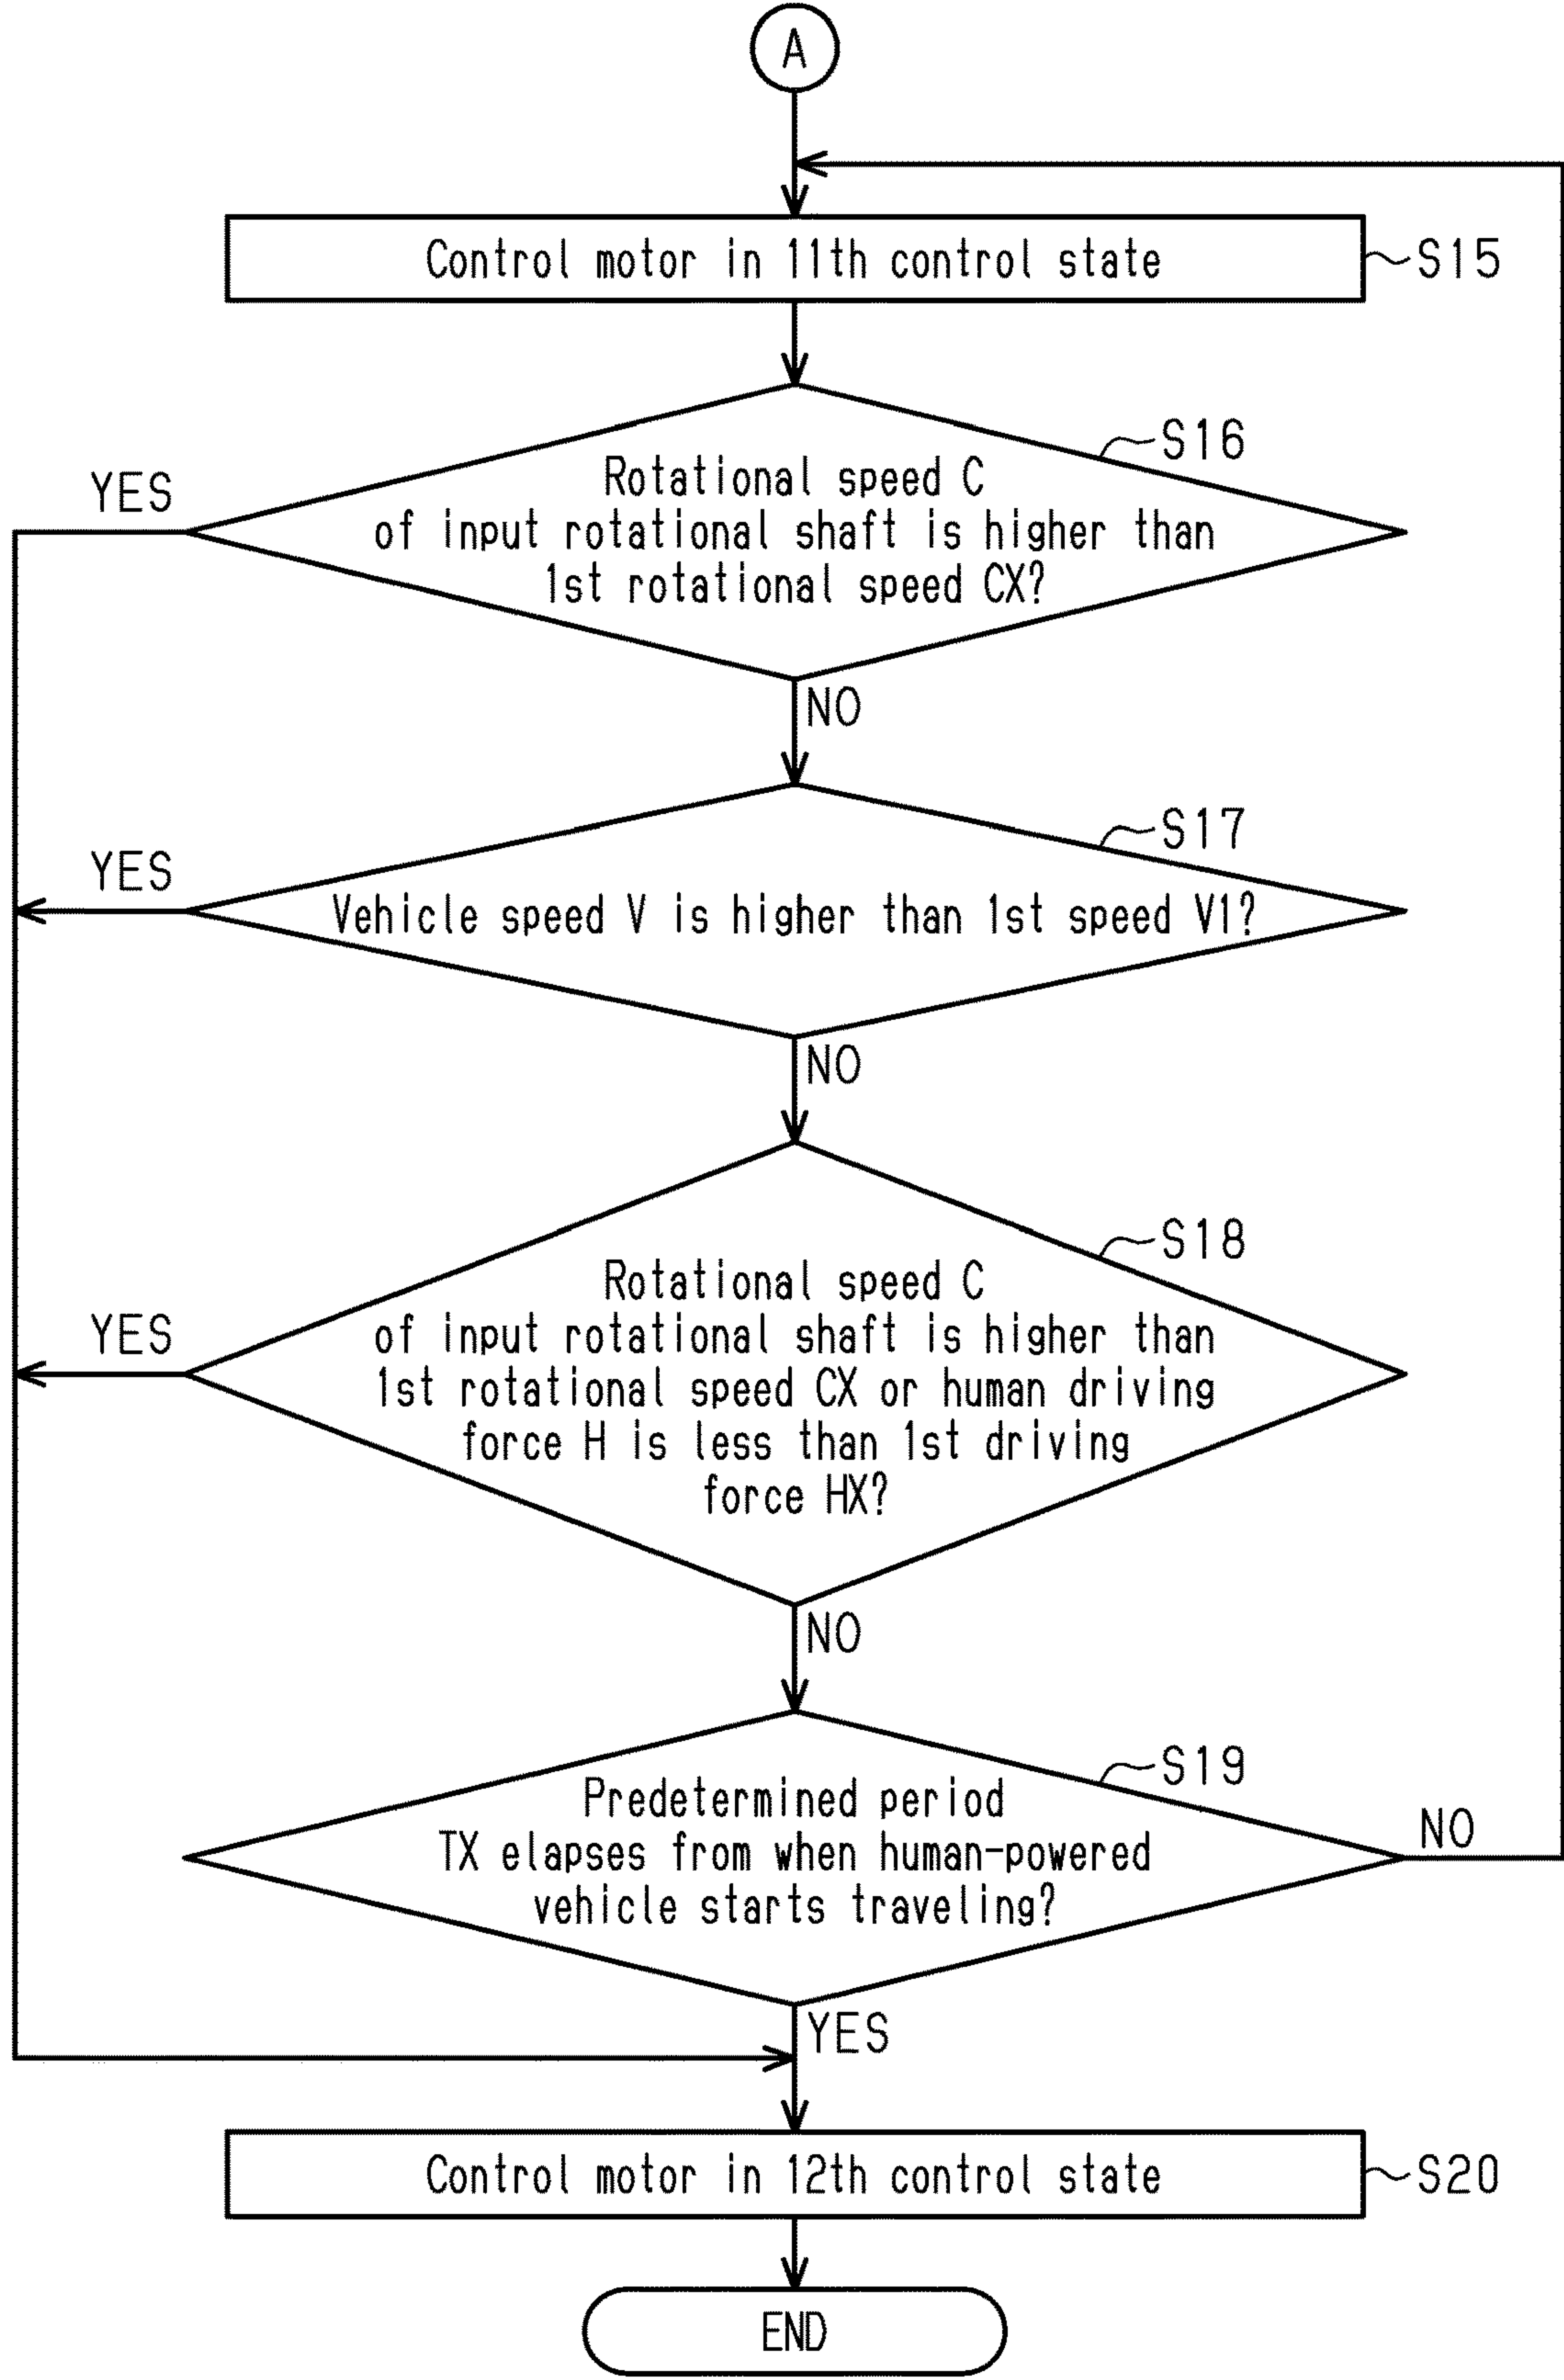 A
Control motor in 11th control state
S15
S16
Rotational speed C
of input rotational shaft is higher than
1st rotational speed CX?
YES
NO
S17
Vehicle speed V is higher than 1st speed V1?
YES
NO
S18
Rotational speed C
of input rotational shaft is higher than
1st rotational speed CX or human driving
force H is less than 1st driving
force HX?
YES
NO
S19
Predetermined period
TX elapses from when human-powered
vehicle starts traveling?
NO
YES
Control motor in 12th control state
S20
END